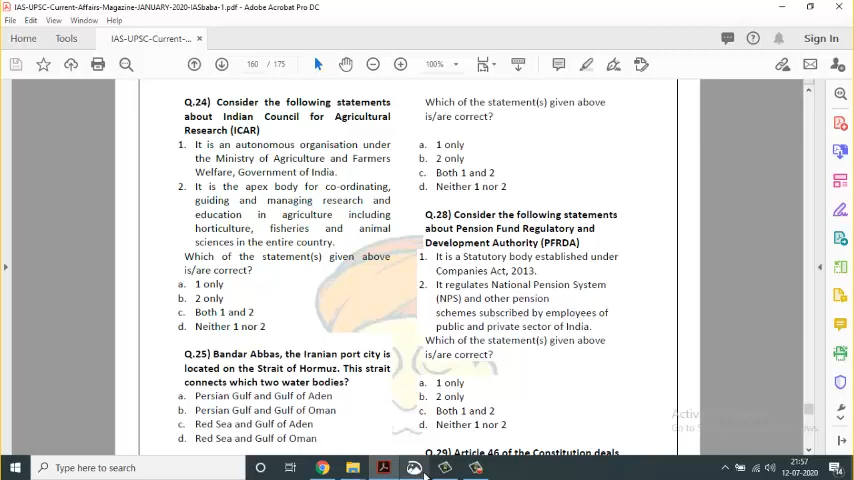 IAS-UPSC-Current-Affairs-Magazine-JANUARY-2020-IASbaba-1.pdf - Adobe Acrobat Pro DC
File Edit View Window Help
Home Tools IAS-UPSC-Current-... × Sign In
160 / 175 100%
Q.24) Consider the following statements
about Indian Council for Agricultural
Research (ICAR)
1. It is an autonomous organisation under
the Ministry of Agriculture and Farmers
Welfare, Government of India.
2. It is the apex body for co-ordinating,
guiding and managing research and
education in agriculture including
horticulture, fisheries and animal
sciences in the entire country.
Which of the statement(s) given above
is/are correct?
a. 1 only
b. 2 only
c. Both 1 and 2
d. Neither 1 nor 2
Q.25) Bandar Abbas, the Iranian port city is
located on the Strait of Hormuz. This strait
connects which two water bodies?
a. Persian Gulf and Gulf of Aden
b. Persian Gulf and Gulf of Oman
c. Red Sea and Gulf of Aden
d. Red Sea and Gulf of Oman
Which of the statement(s) given above
is/are correct?
a. 1 only
b. 2 only
c. Both 1 and 2
d. Neither 1 nor 2
Q.28) Consider the following statements
about Pension Fund Regulatory and
Development Authority (PFRDA)
1. It is a Statutory body established under
Companies Act, 2013.
2. It regulates National Pension System
(NPS) and other pension
schemes subscribed by employees of
public and private sector of India.
Which of the statement(s) given above
is/are correct?
a. 1 only
b. 2 only
c. Both 1 and 2
d. Neither 1 nor 2
Q.29) Article 46 of the Constitution deals
Type here to search
21:57
12-07-2020